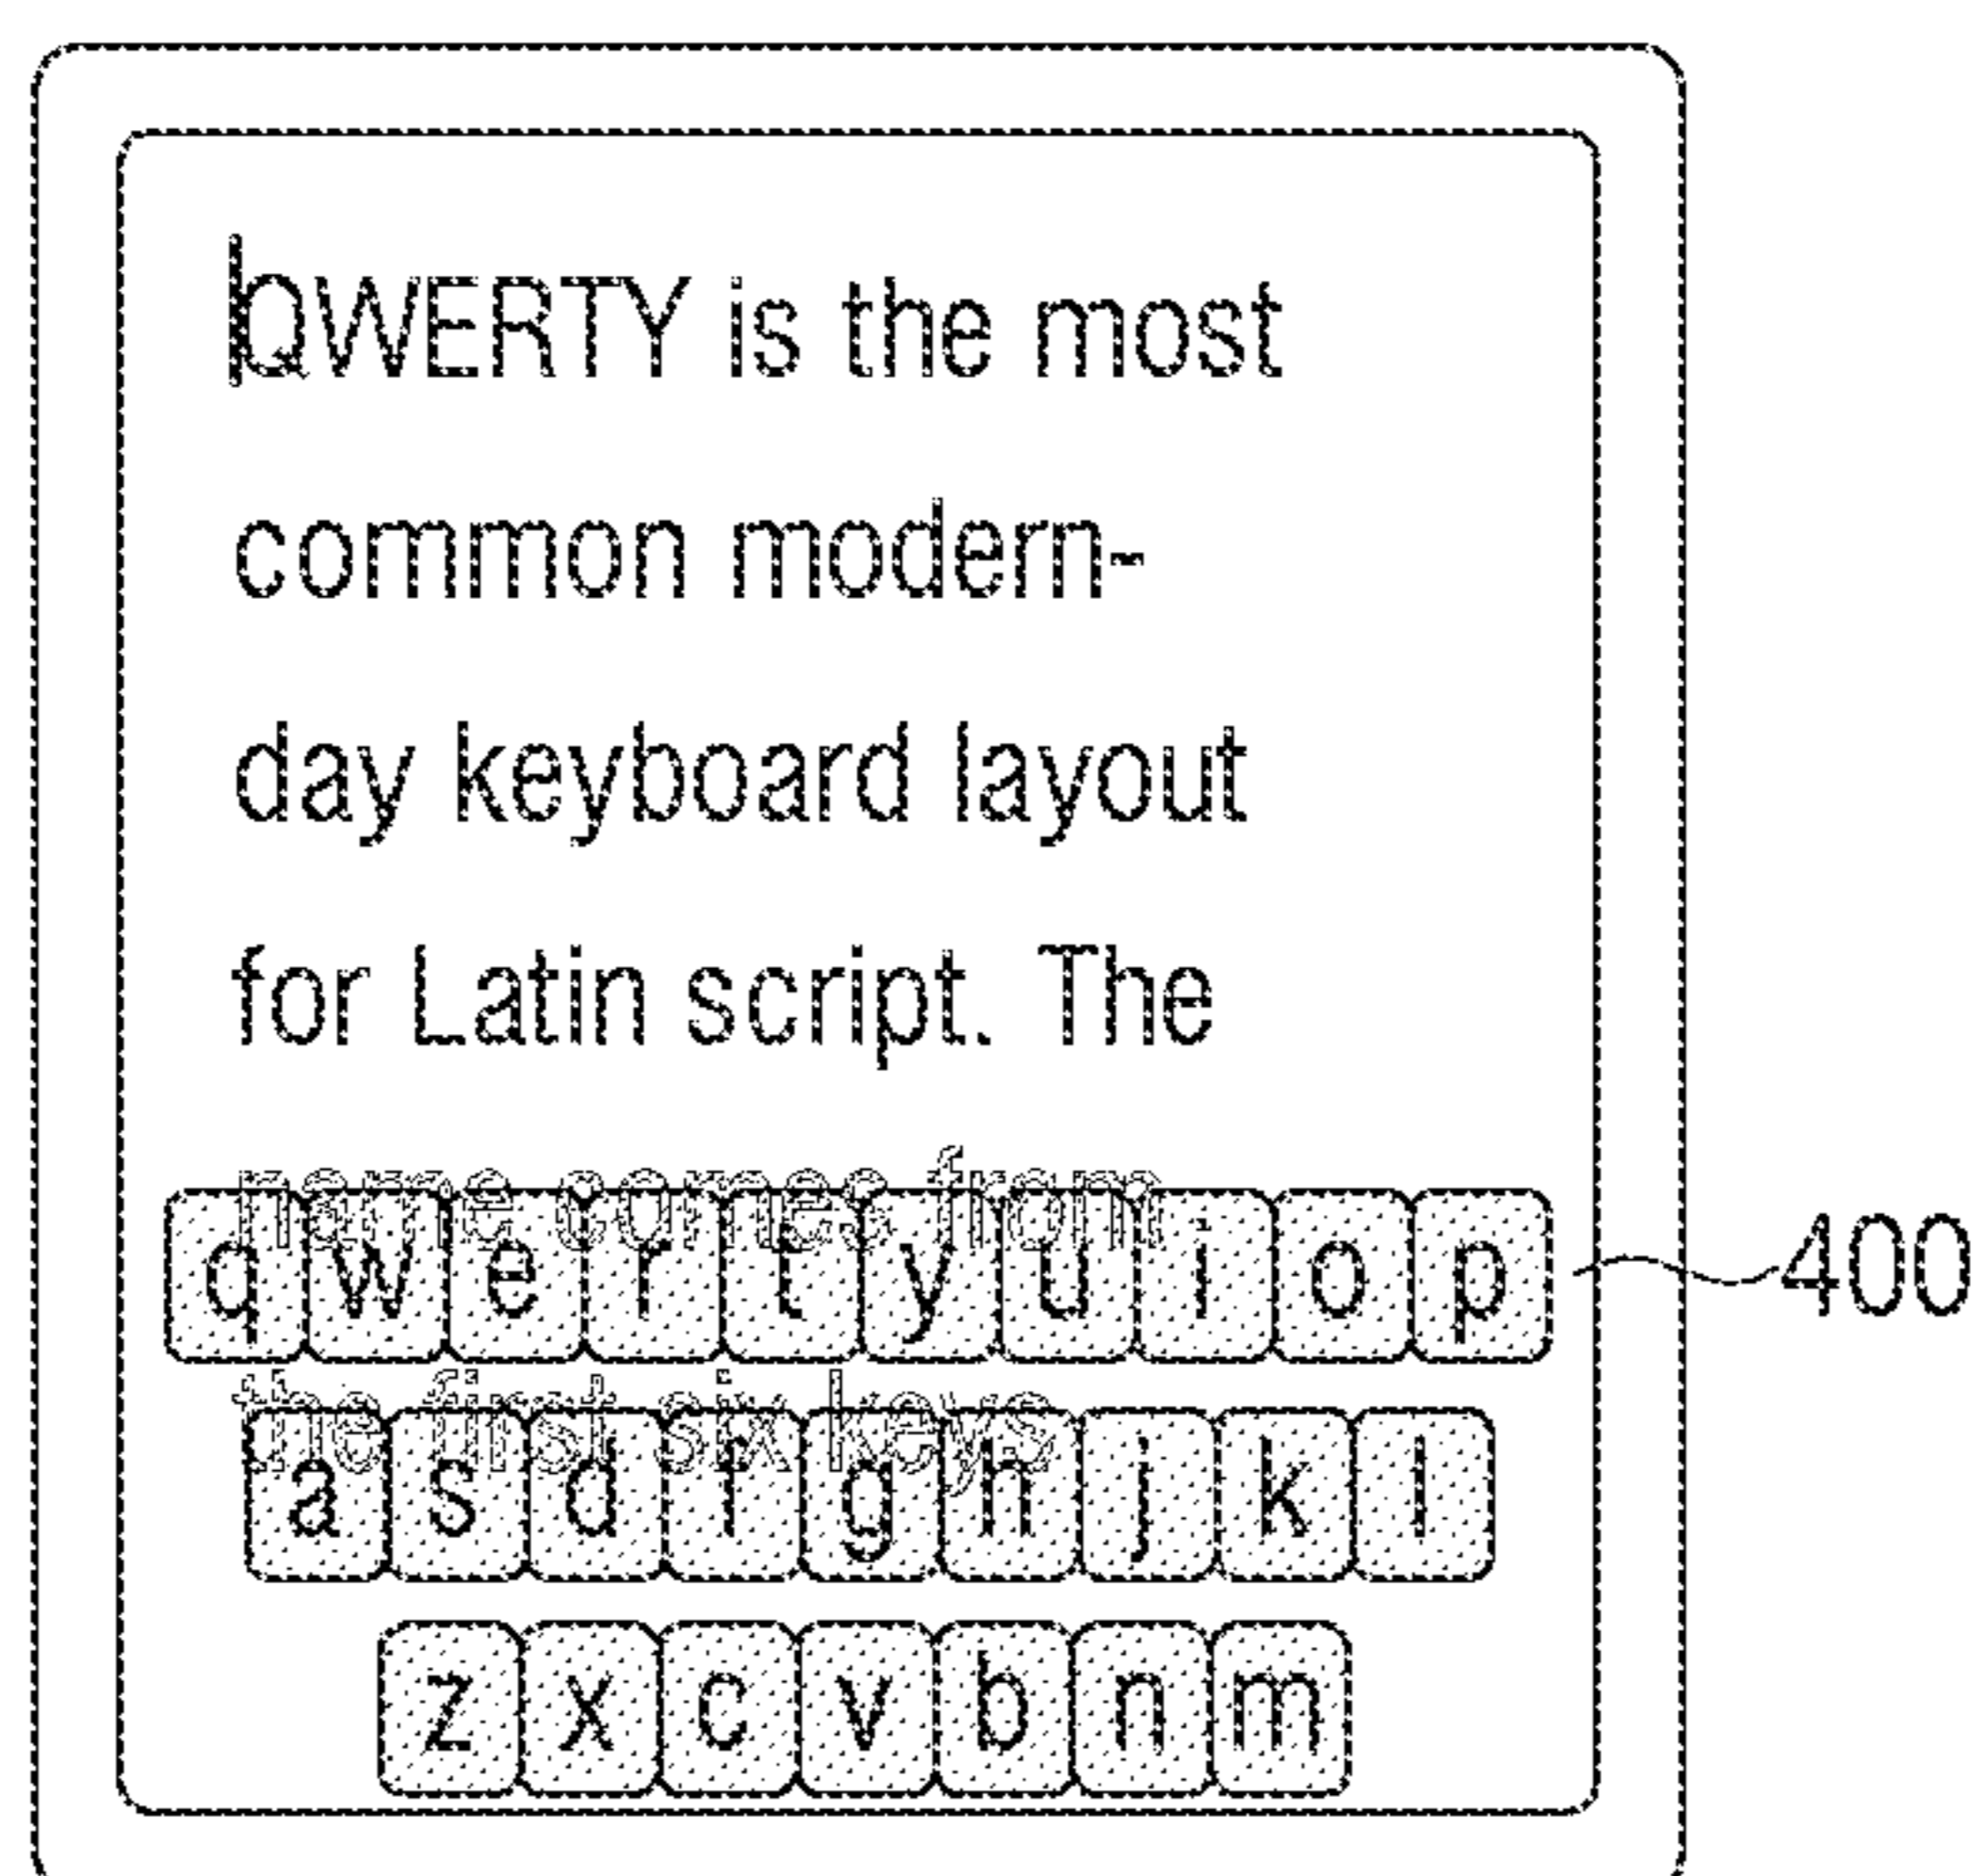 QWERTY is the most
common modern-
day keyboard layout
for Latin script. The
name comes from
q w e r t y u i o p
400
the first six keys
a s d f g h j k l
z x c v b n m